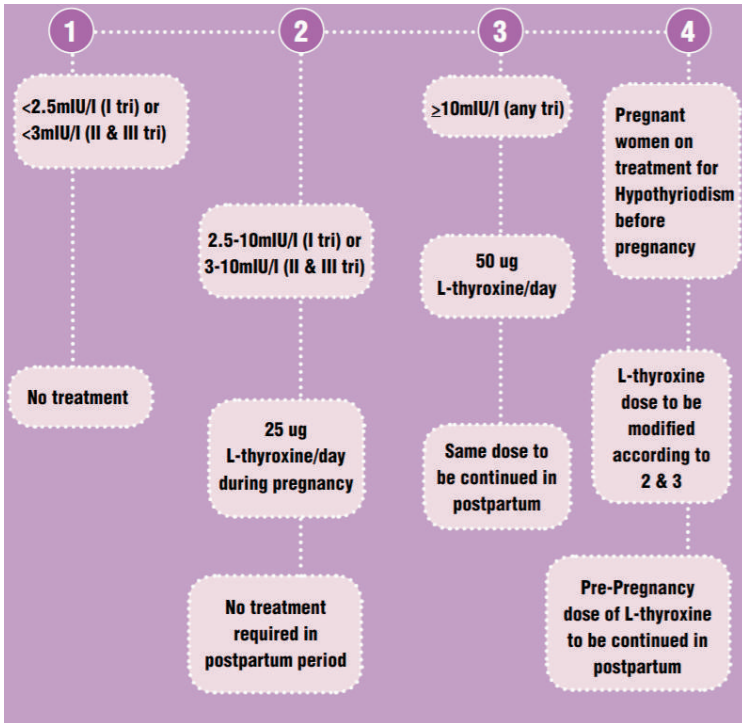 1
2
3
4
<2.5mIU/I (I tri) or
<3mIU/I (II & III tri)
No treatment
2.5-10mIU/I (I tri) or
3-10mIU/I (II & III tri)
25 ug
L-thyroxine/day
during pregnancy
No treatment
required in
postpartum period
≥10mIU/I (any tri)
50 ug
L-thyroxine/day
Same dose to
be continued in
postpartum
Pregnant
women on
treatment for
Hypothyriodism
before
pregnancy
L-thyroxine
dose to be
modified
according to
2 & 3
Pre-Pregnancy
dose of L-thyroxine
to be continued in
postpartum